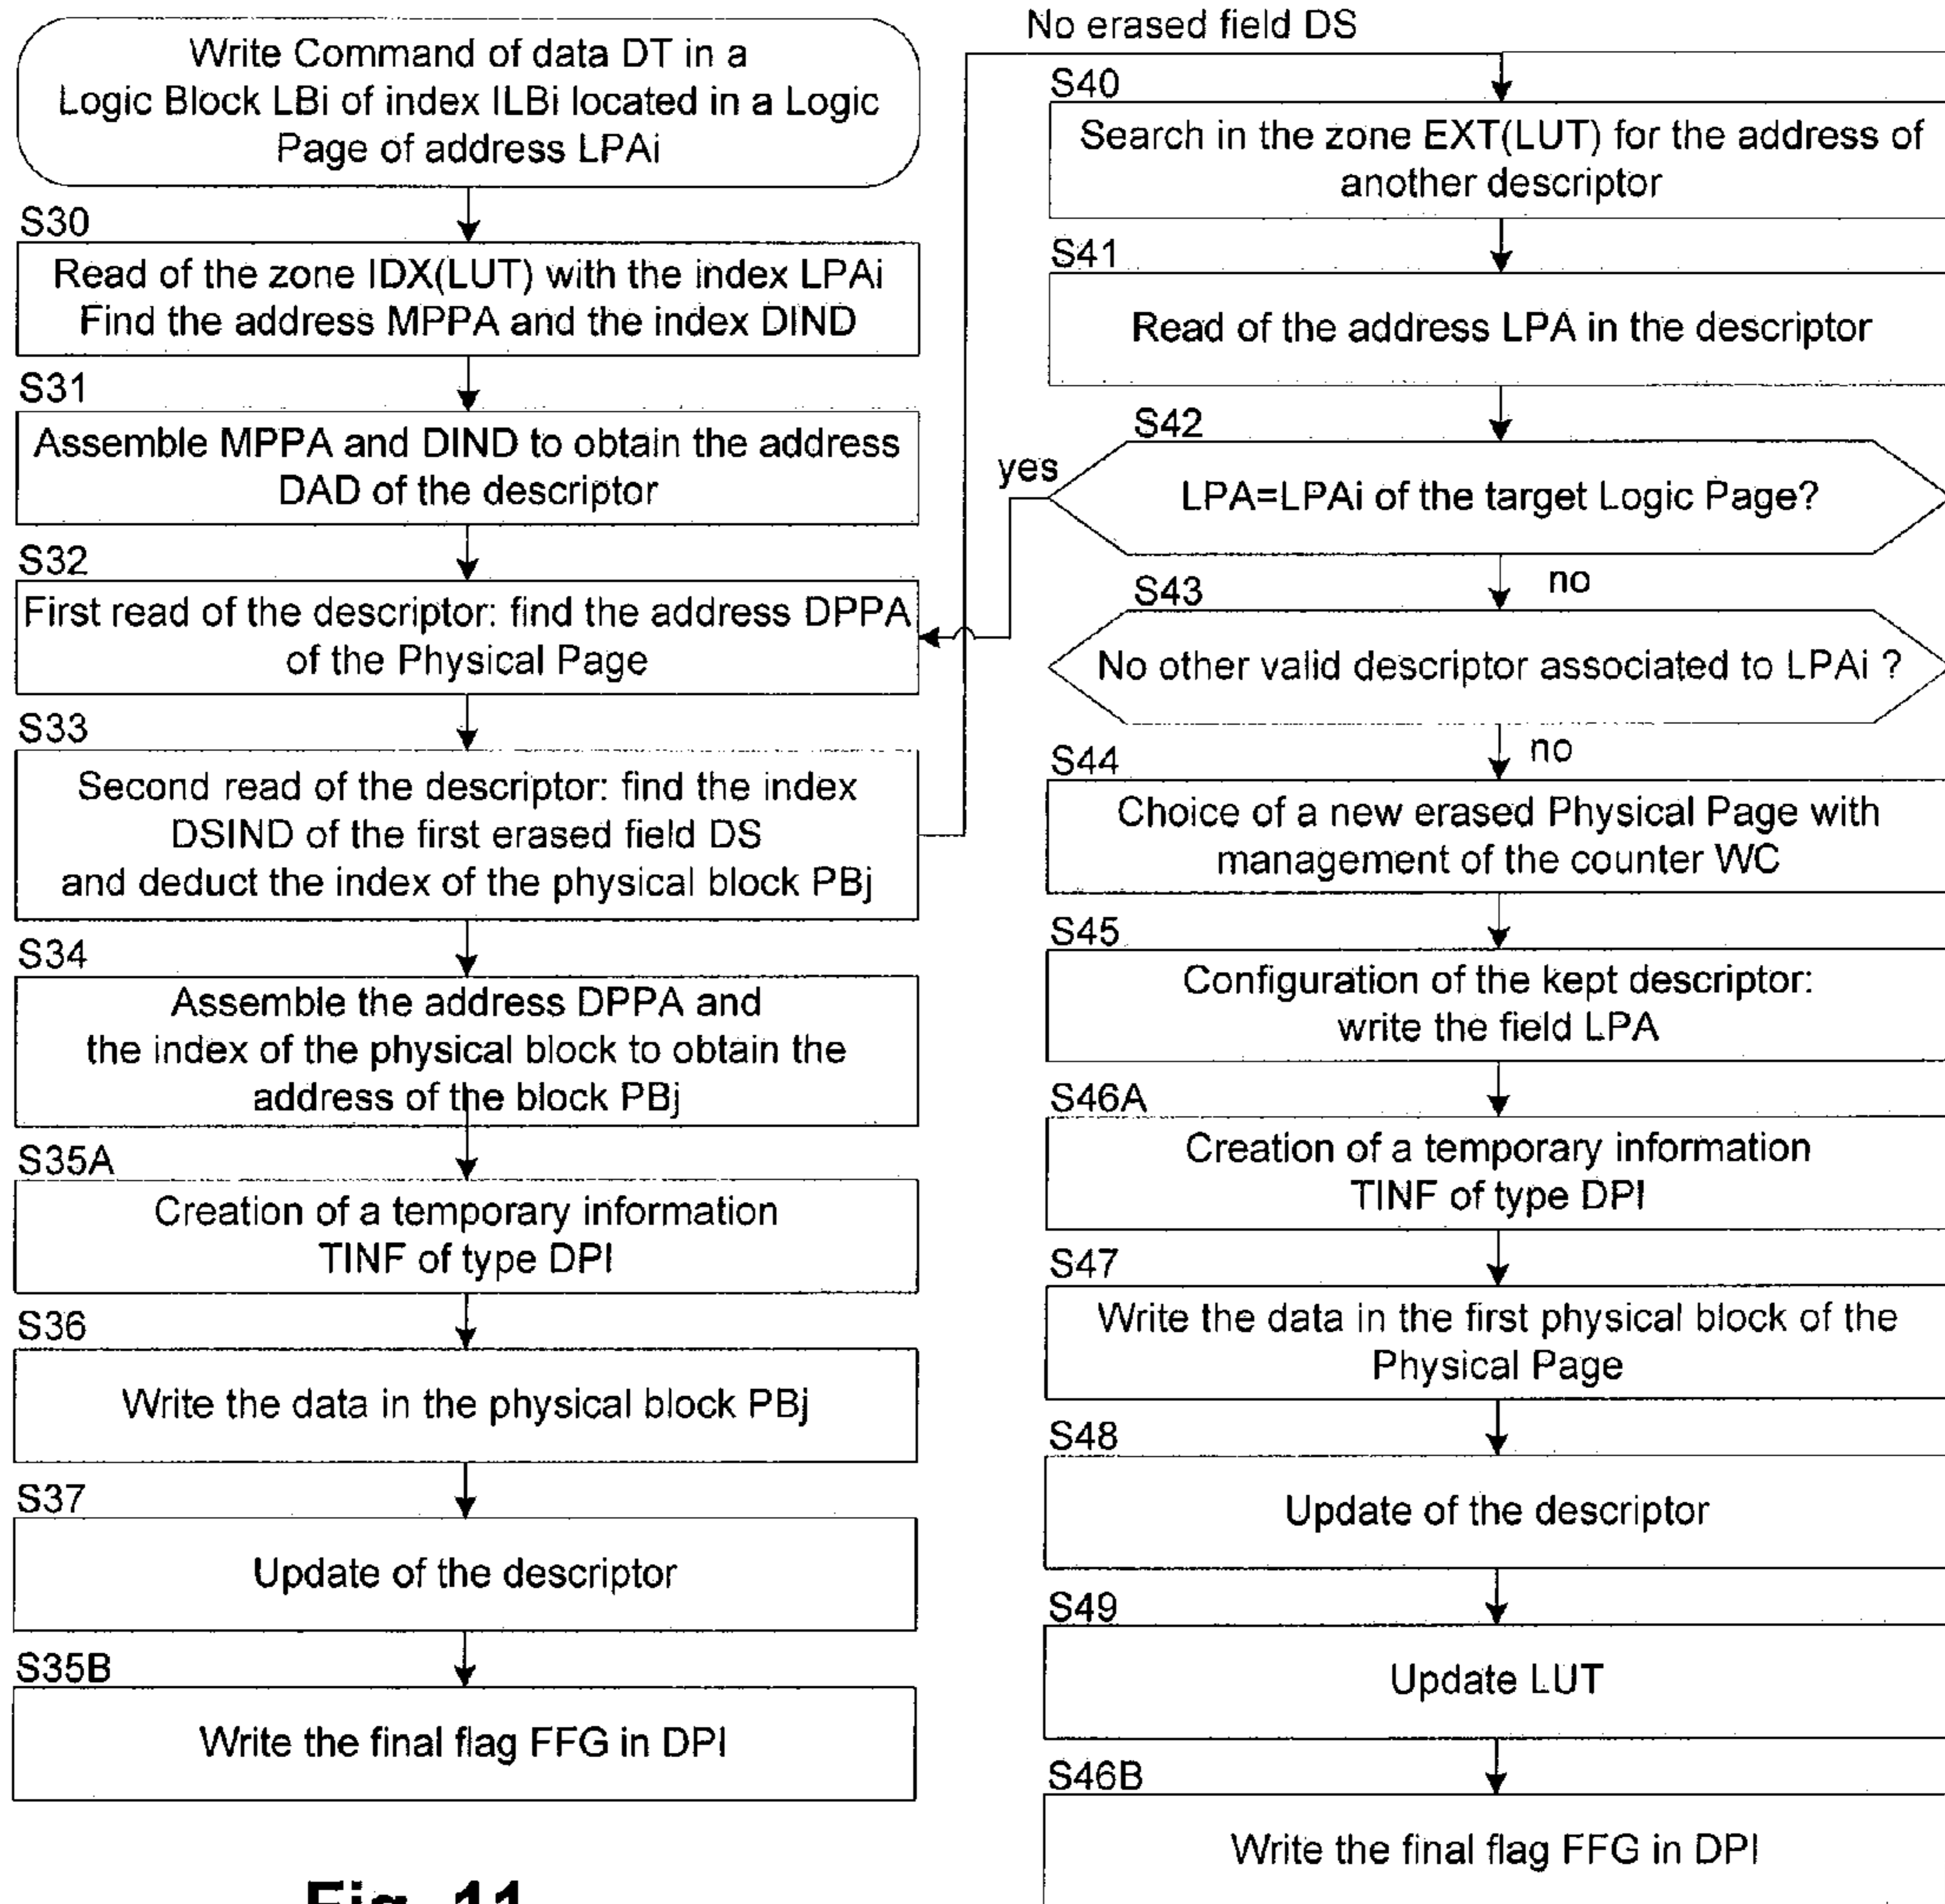 Write Command of data DT in a
Logic Block LBi of index ILBi located in a Logic
Page of address LPAi
S30
Read of the zone IDX(LUT) with the index LPAi
Find the address MPPA and the index DIND
S31
Assemble MPPA and DIND to obtain the address
DAD of the descriptor
S32
First read of the descriptor: find the address DPPA
of the Physical Page
S33
Second read of the descriptor: find the index
DSIND of the first erased field DS
and deduct the index of the physical block PBj
S34
Assemble the address DPPA and
the index of the physical block to obtain the
address of the block PBj
S35A
Creation of a temporary information
TINF of type DPI
S36
Write the data in the physical block PBj
S37
Update of the descriptor
S35B
Write the final flag FFG in DPI
No erased field DS
S40
Search in the zone EXT(LUT) for the address of
another descriptor
S41
Read of the address LPA in the descriptor
S42
yes
LPA=LPAi of the target Logic Page?
no
S43
No other valid descriptor associated to LPAi ?
no
S44
Choice of a new erased Physical Page with
management of the counter WC
S45
Configuration of the kept descriptor:
write the field LPA
S46A
Creation of a temporary information
TINF of type DPI
S47
Write the data in the first physical block of the
Physical Page
S48
Update of the descriptor
S49
Update LUT
S46B
Write the final flag FFG in DPI
Fig. 11